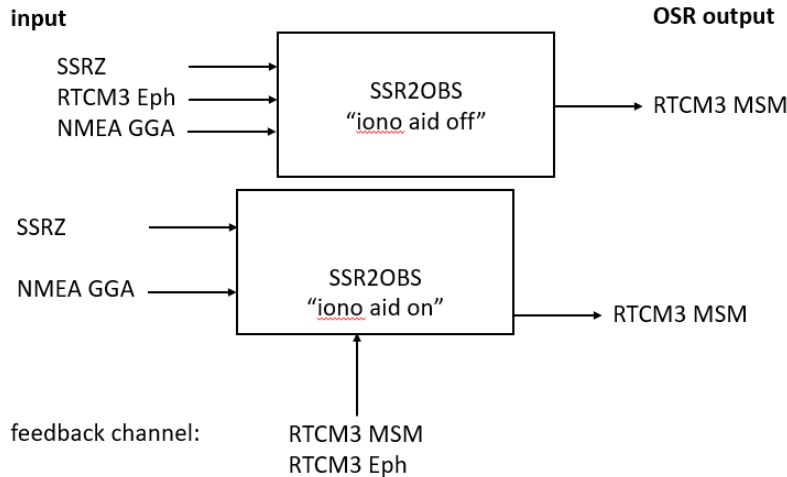 input
OSR output
SSRZ
RTCM3 Eph
NMEA GGA
SSR2OBS
“iono aid off”
RTCM3 MSM
SSRZ
NMEA GGA
SSR2OBS
“iono aid on”
RTCM3 MSM
feedback channel:
RTCM3 MSM
RTCM3 Eph